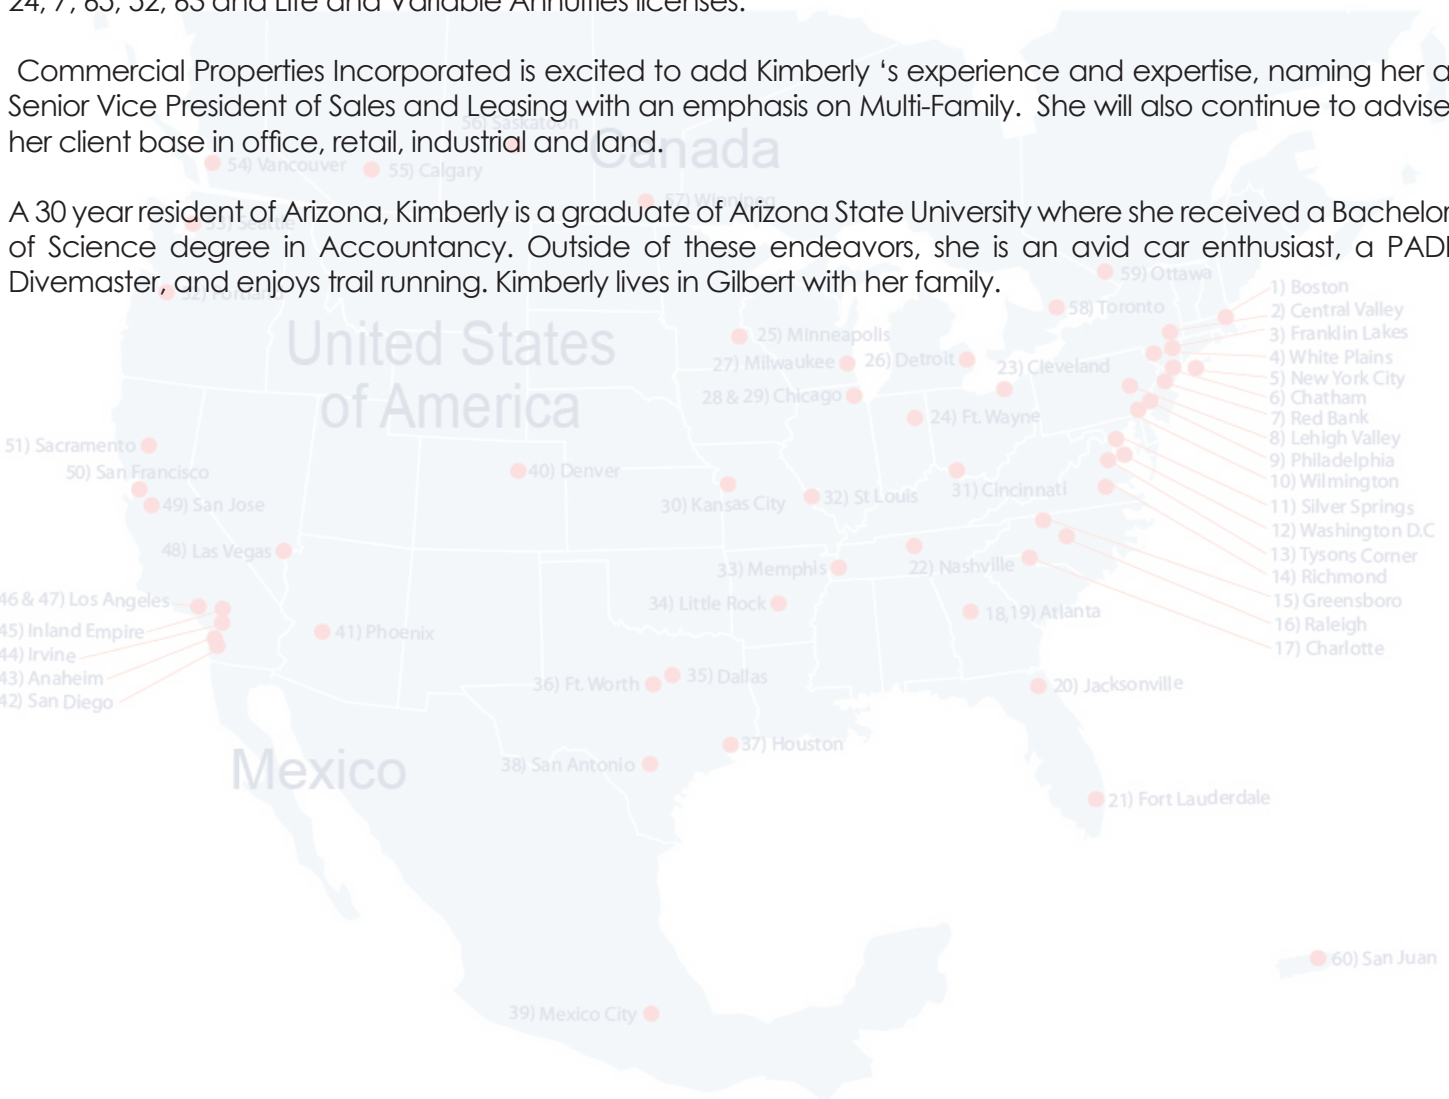 24, 7, 65, 52, 63 and Life and Variable Annuities licenses.
Commercial Properties Incorporated is excited to add Kimberly ‘s experience and expertise, naming her a
Senior Vice President of Sales and Leasing with an emphasis on Multi-Family. She will also continue to advise
her client base in office, retail, industrial and land.
A 30 year resident of Arizona, Kimberly is a graduate of Arizona State University where she received a Bachelor
of Science degree in Accountancy. Outside of these endeavors, she is an avid car enthusiast, a PADI
Divemaster, and enjoys trail running. Kimberly lives in Gilbert with her family.
56) Saskatoon
Canada
54) Vancouver
55) Calgary
57) Winnipeg
53) Seattle
52) Portland
59) Ottawa
58) Toronto
United States
of America
25) Minneapolis
27) Milwaukee
26) Detroit
23) Cleveland
28 & 29) Chicago
24) Ft. Wayne
1) Boston
2) Central Valley
3) Franklin Lakes
4) White Plains
5) New York City
6) Chatham
7) Red Bank
8) Lehigh Valley
9) Philadelphia
10) Wilmington
11) Silver Springs
12) Washington D.C
13) Tysons Corner
14) Richmond
15) Greensboro
16) Raleigh
17) Charlotte
51) Sacramento
50) San Francisco
49) San Jose
40) Denver
30) Kansas City
32) St Louis
31) Cincinnati
48) Las Vegas
33) Memphis
22) Nashville
46 & 47) Los Angeles
34) Little Rock
18,19) Atlanta
45) Inland Empire
41) Phoenix
44) Irvine
43) Anaheim
42) San Diego
36) Ft. Worth
35) Dallas
20) Jacksonville
Mexico
38) San Antonio
37) Houston
21) Fort Lauderdale
60) San Juan
39) Mexico City